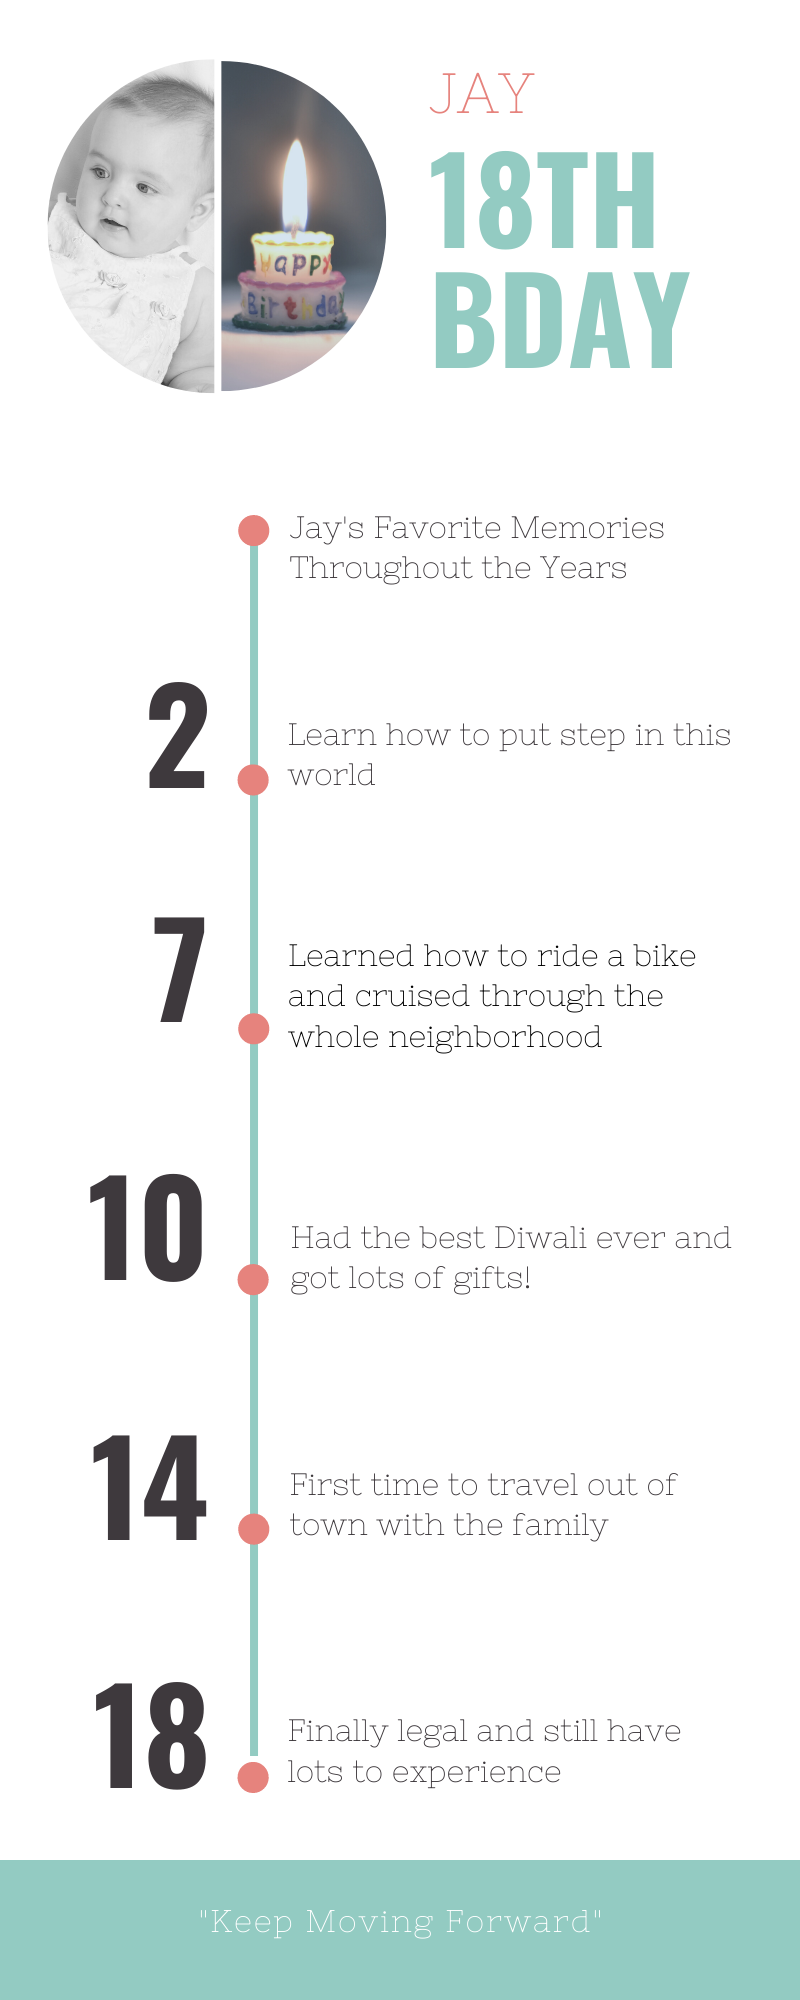 JAY
18TH
BDAY
Happy
Birthda
Jay's Favorite Memories
Throughout the Years
2
Learn how to put step in this
world
7
Learned how to ride a bike
and cruised through the
whole neighborhood
10
Had the best Diwali ever and
got lots of gifts!
14
First time to travel out of
town with the family
18
Finally legal and still have
lots to experience
"Keep Moving Forward"